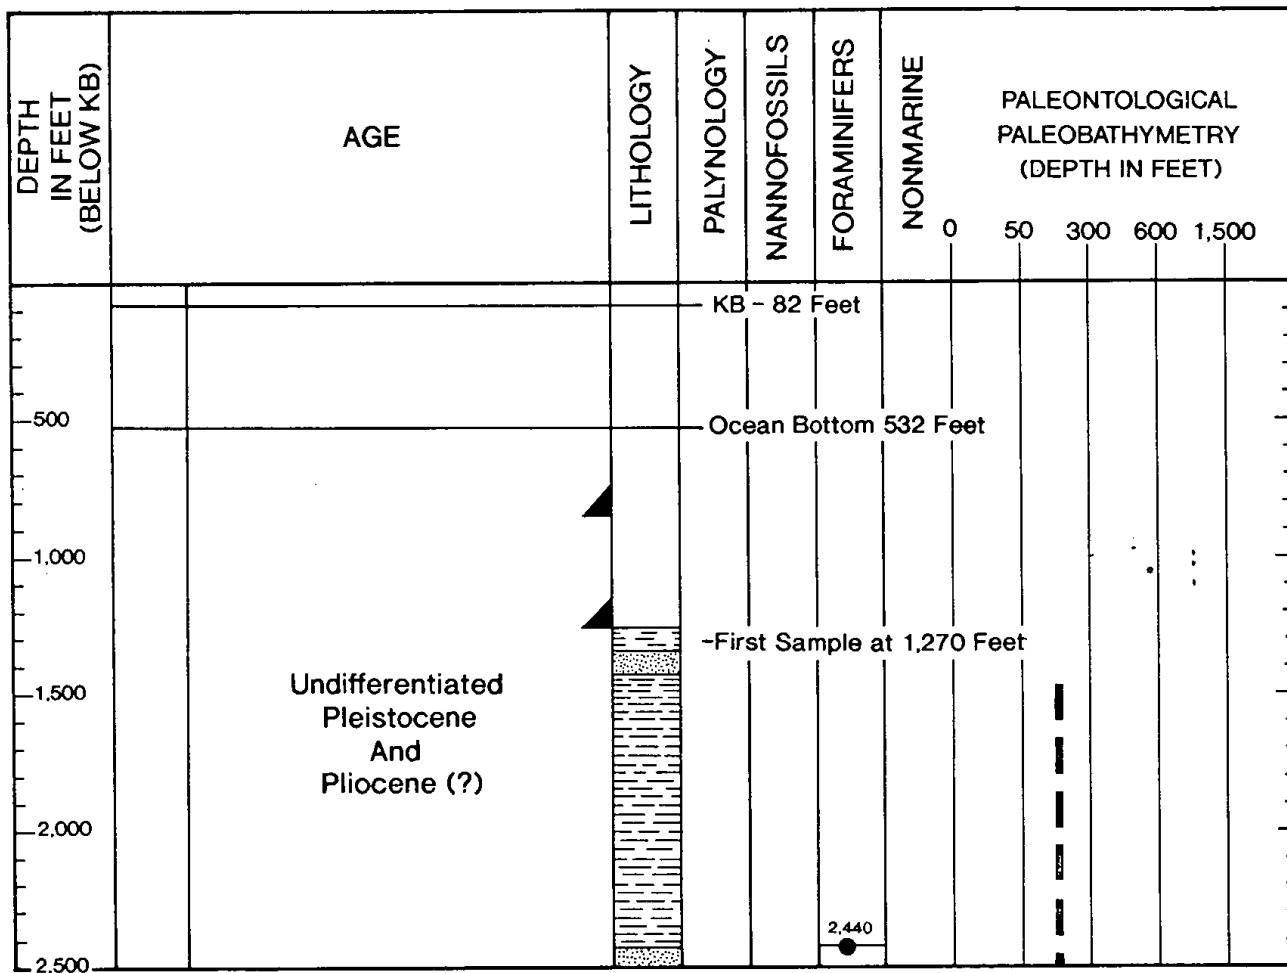 DEPTH
IN FEET
(BELOW KB)
AGE
LITHOLOGY
PALYNOLOGY
NANNOFOSSILS
FORAMINIFERS
NONMARINE
PALEONTOLOGICAL
PALEOBATHYMETRY
(DEPTH IN FEET)
0 50 300 600 1,500
KB - 82 Feet
500
Ocean Bottom 532 Feet
1,000
First Sample at 1,270 Feet
1,500
Undifferentiated
Pleistocene
And
Pliocene (?)
2,000
2,440
2.500